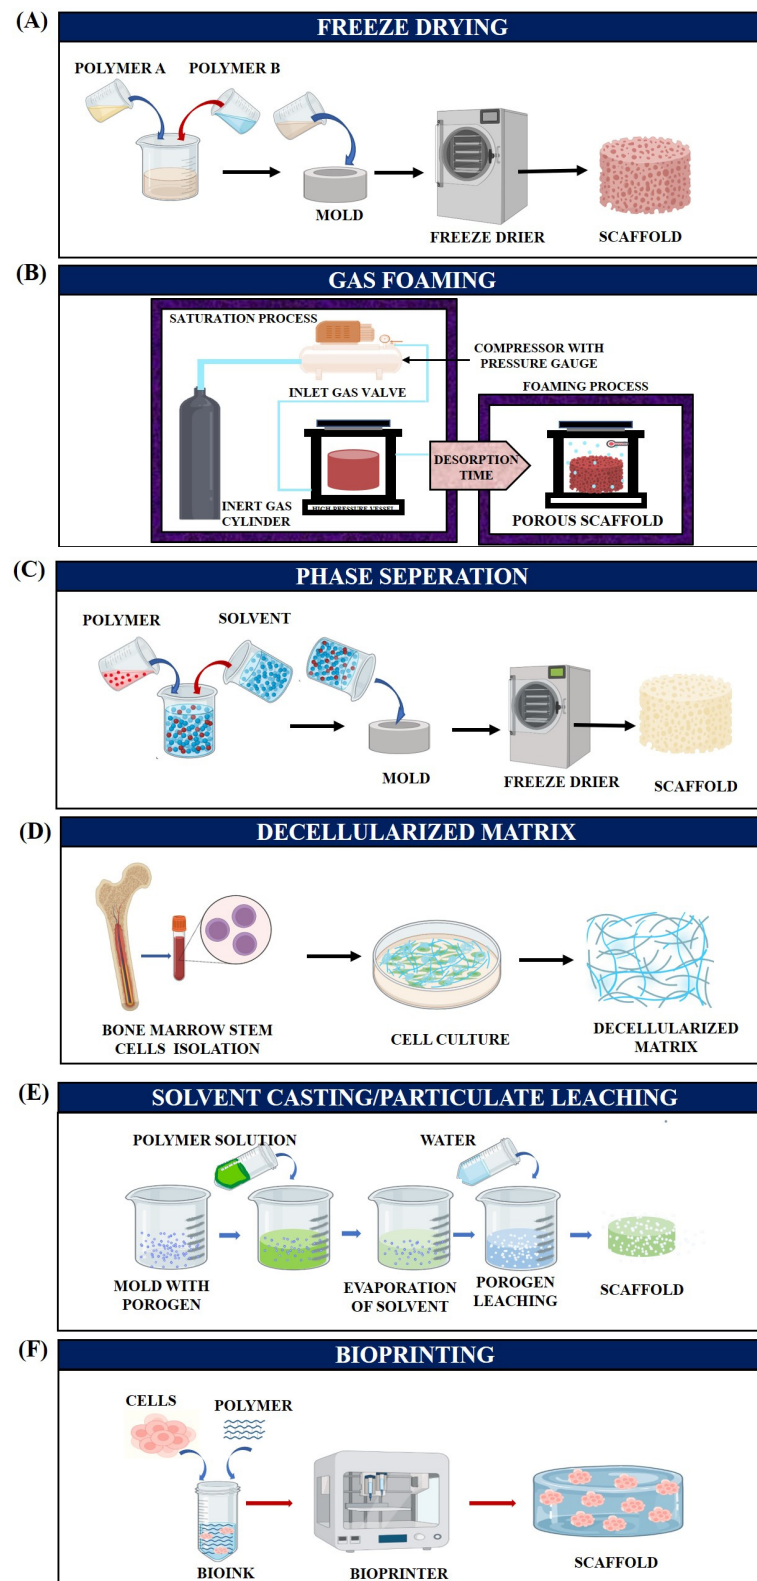 (A)
FREEZE DRYING
POLYMER A
POLYMER B
MOLD
FREEZE DRIER
SCAFFOLD
(B)
GAS FOAMING
SATURATION PROCESS
COMPRESSOR WITH
PRESSURE GAUGE
INLET GAS VALVE
FOAMING PROCESS
DESORPTION
TIME
INERT GAS
CYLINDER
HIGH PRESSURE VESSEL
POROUS SCAFFOLD
(C)
PHASE SEPERATION
POLYMER
SOLVENT
MOLD
FREEZE DRIER
SCAFFOLD
(D)
DECELLULARIZED MATRIX
BONE MARROW STEM
CELLS ISOLATION
CELL CULTURE
DECELLULARIZED
MATRIX
(E)
SOLVENT CASTING/PARTICULATE LEACHING
POLYMER SOLUTION
WATER
MOLD WITH
POROGEN
EVAPORATION
OF SOLVENT
POROGEN
LEACHING
SCAFFOLD
(F)
BIOPRINTING
CELLS
POLYMER
BIOINK
BIOPRINTER
SCAFFOLD